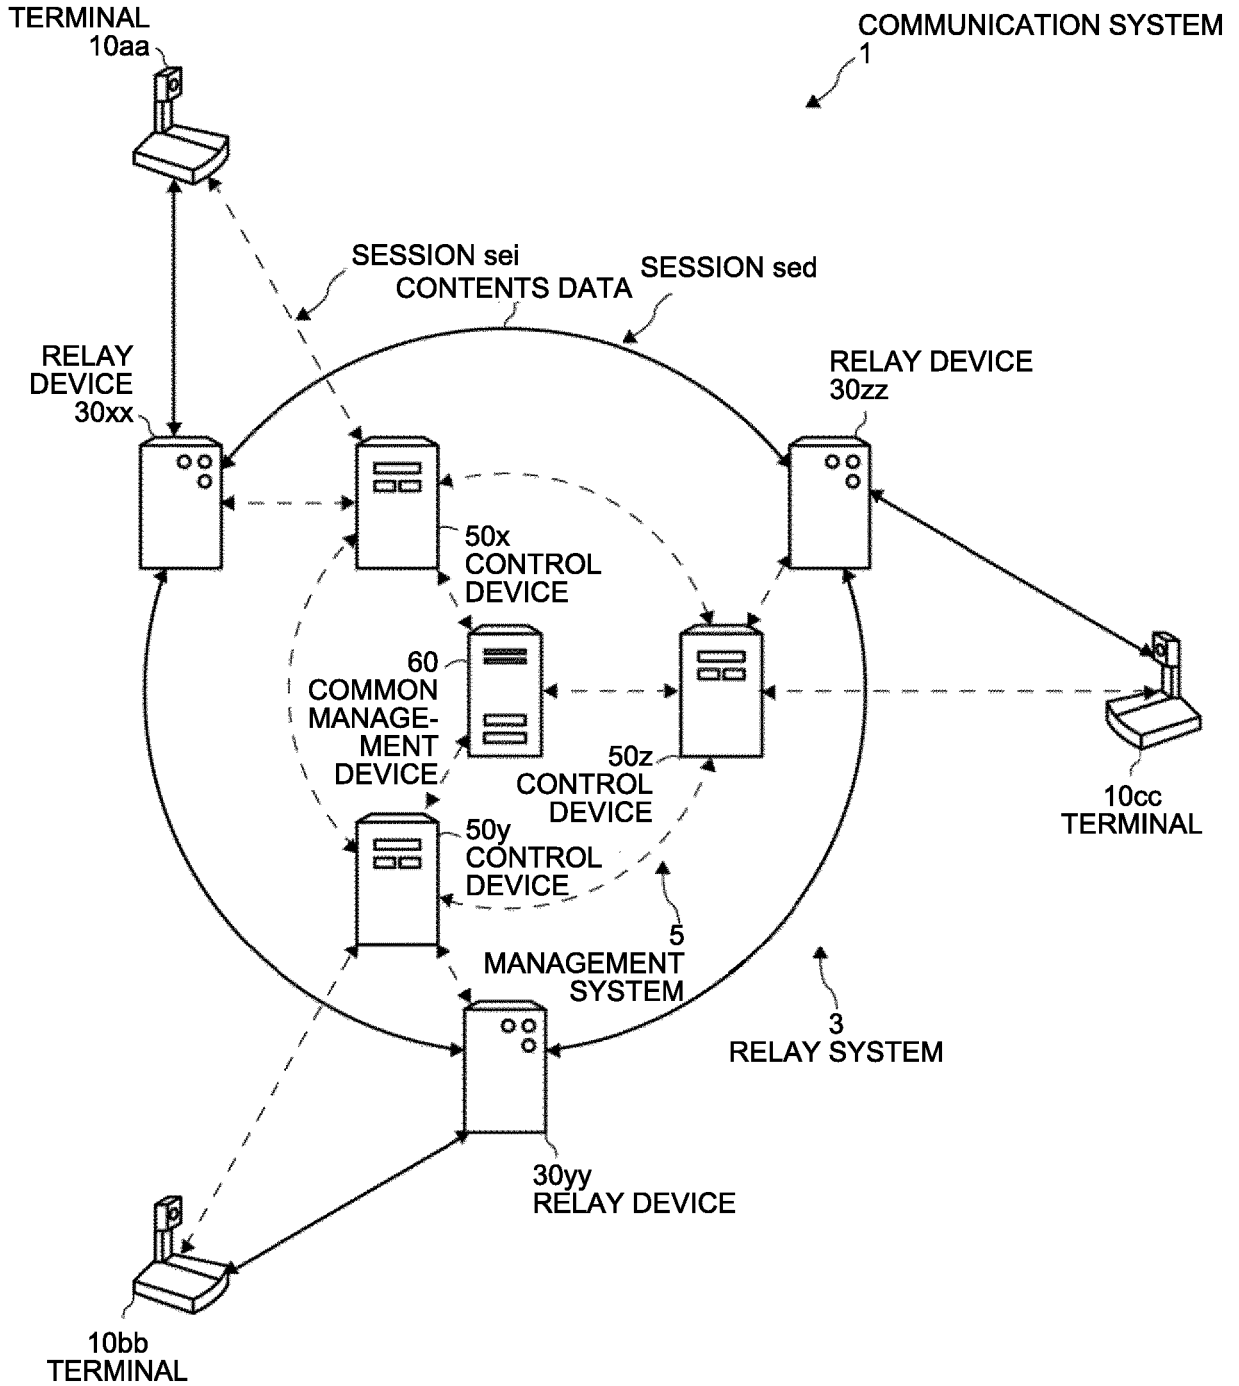 TERMINAL
10aa
COMMUNICATION SYSTEM
1
SESSION sei
CONTENTS DATA
SESSION sed
RELAY
DEVICE
30xx
RELAY DEVICE
30zz
50x
CONTROL
DEVICE
60
COMMON
MANAGE-
MENT
DEVICE
50z
CONTROL
DEVICE
10cc
TERMINAL
50y
CONTROL
DEVICE
5
MANAGEMENT
SYSTEM
3
RELAY SYSTEM
30yy
RELAY DEVICE
10bb
TERMINAL